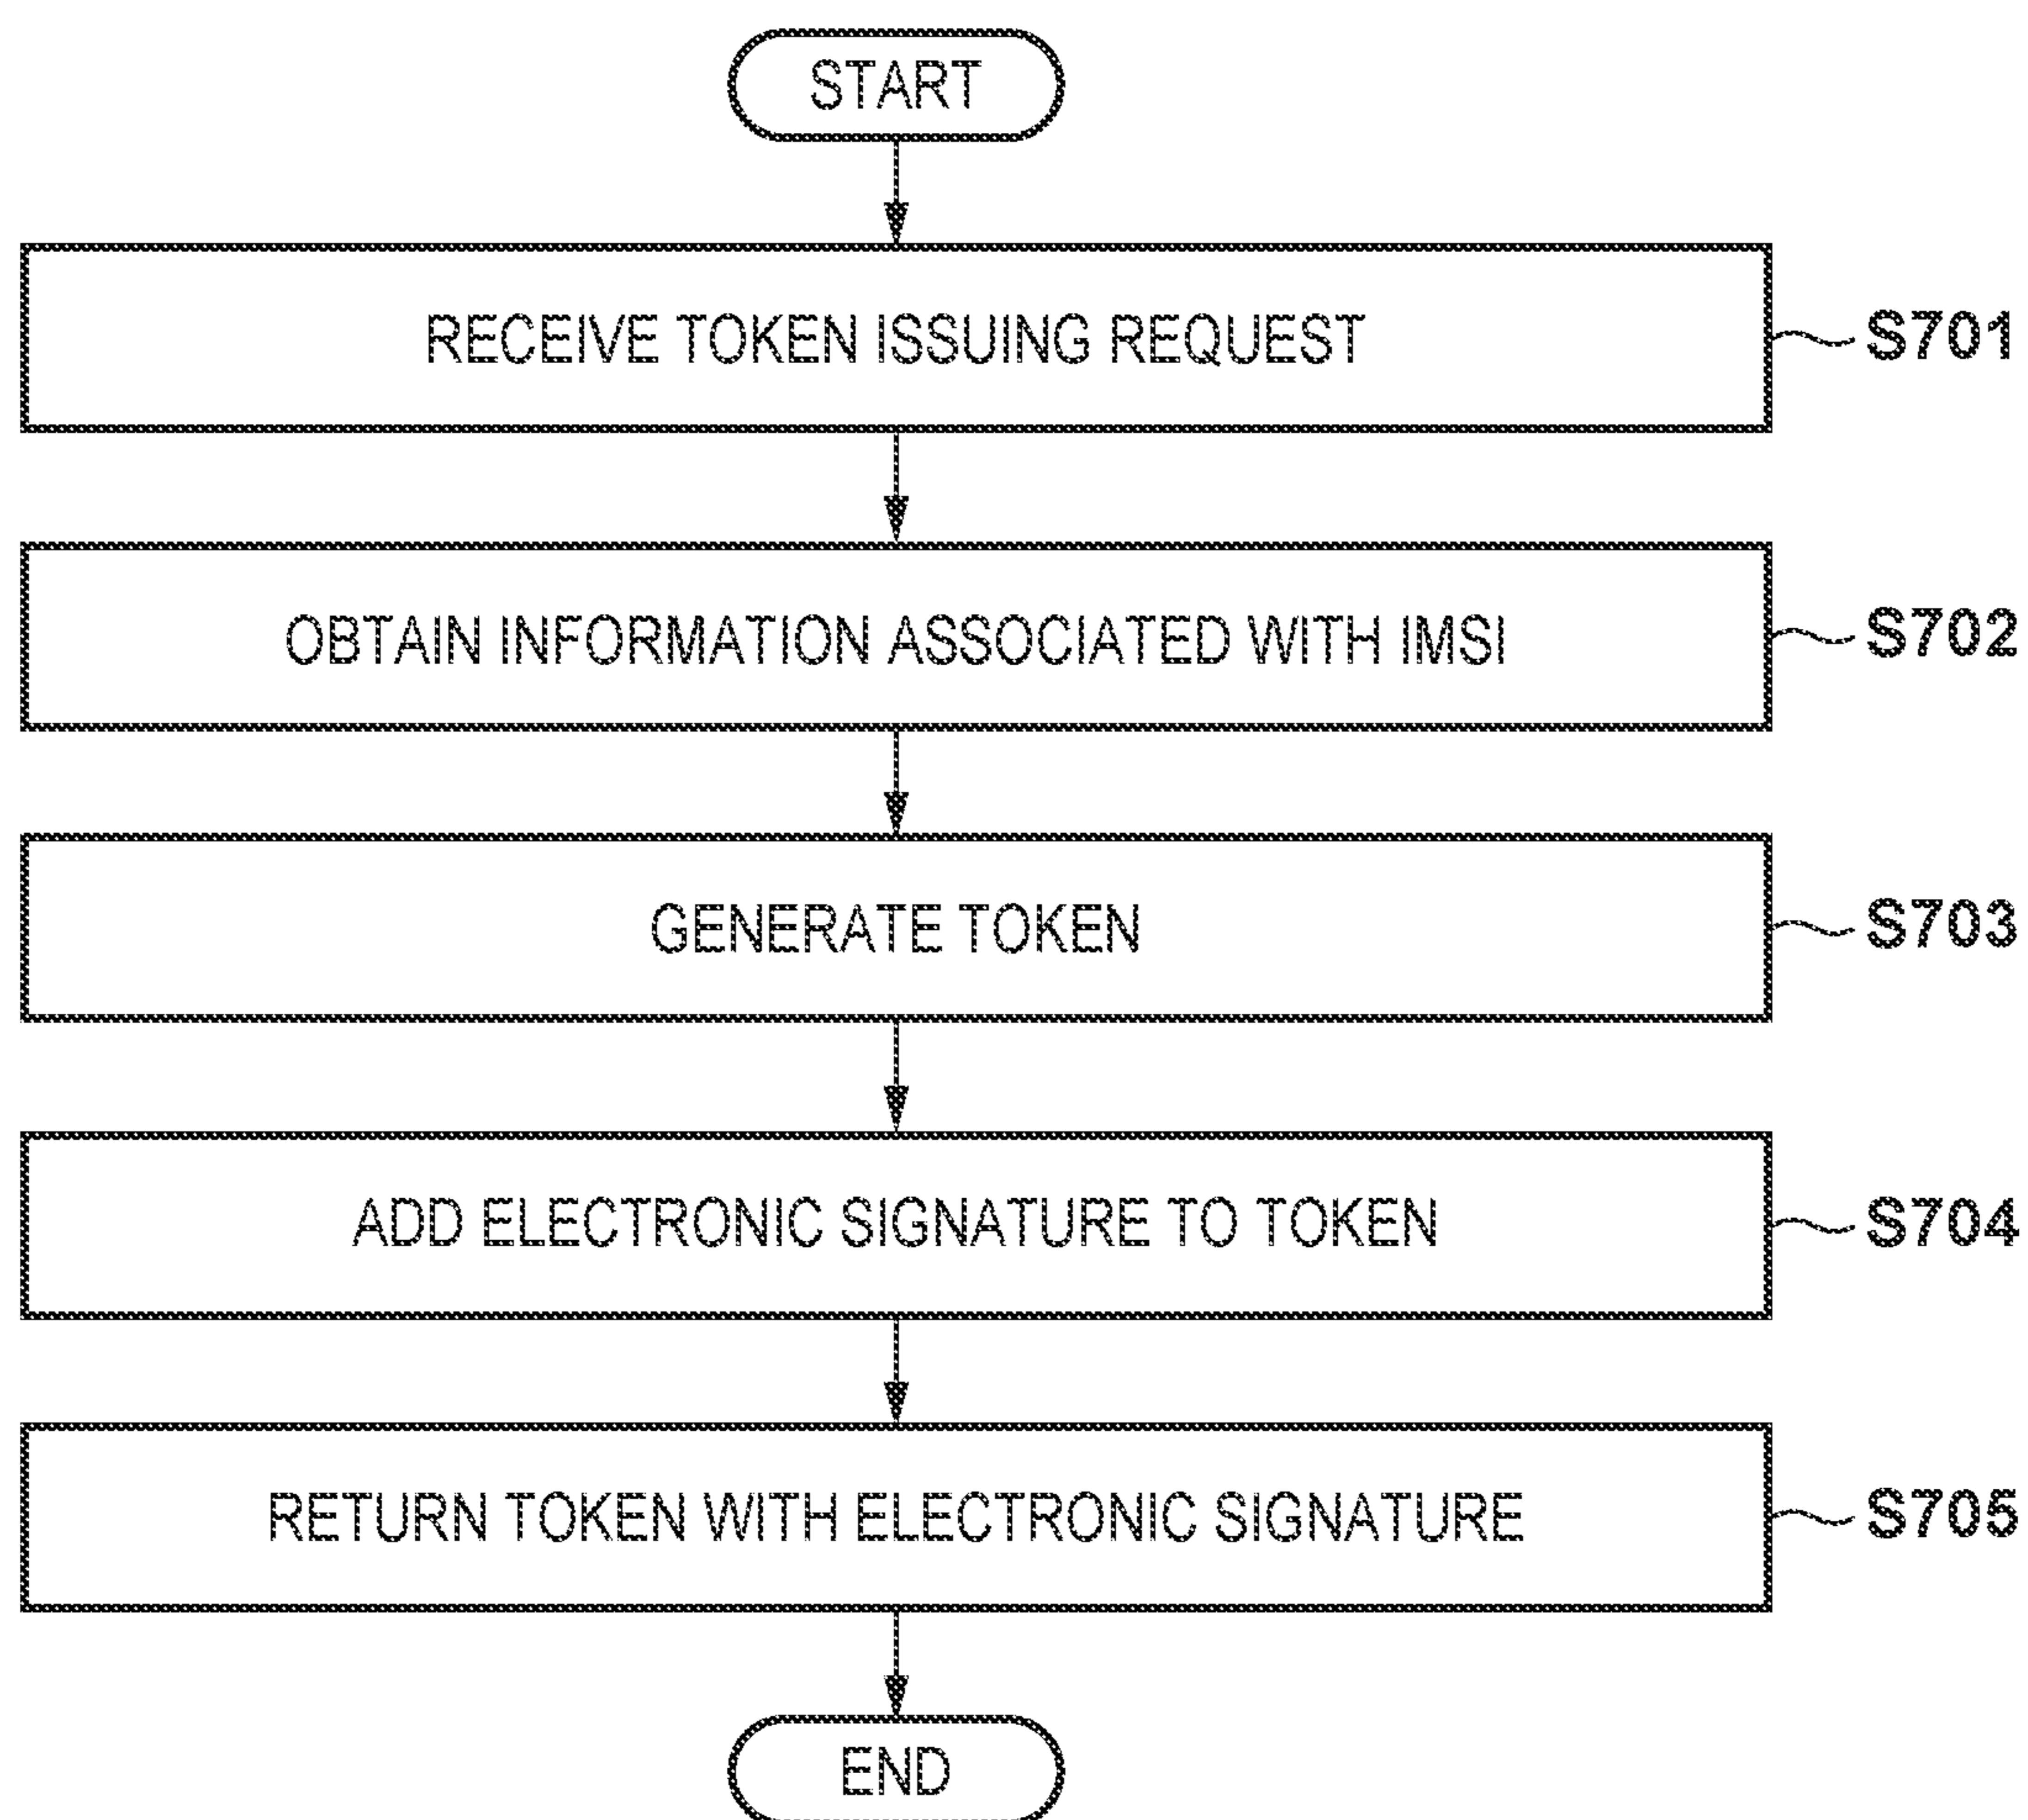 START
RECEIVE TOKEN ISSUING REQUEST
S701
OBTAIN INFORMATION ASSOCIATED WITH IMSI
S702
GENERATE TOKEN
S703
ADD ELECTRONIC SIGNATURE TO TOKEN
S704
RETURN TOKEN WITH ELECTRONIC SIGNATURE
S705
END